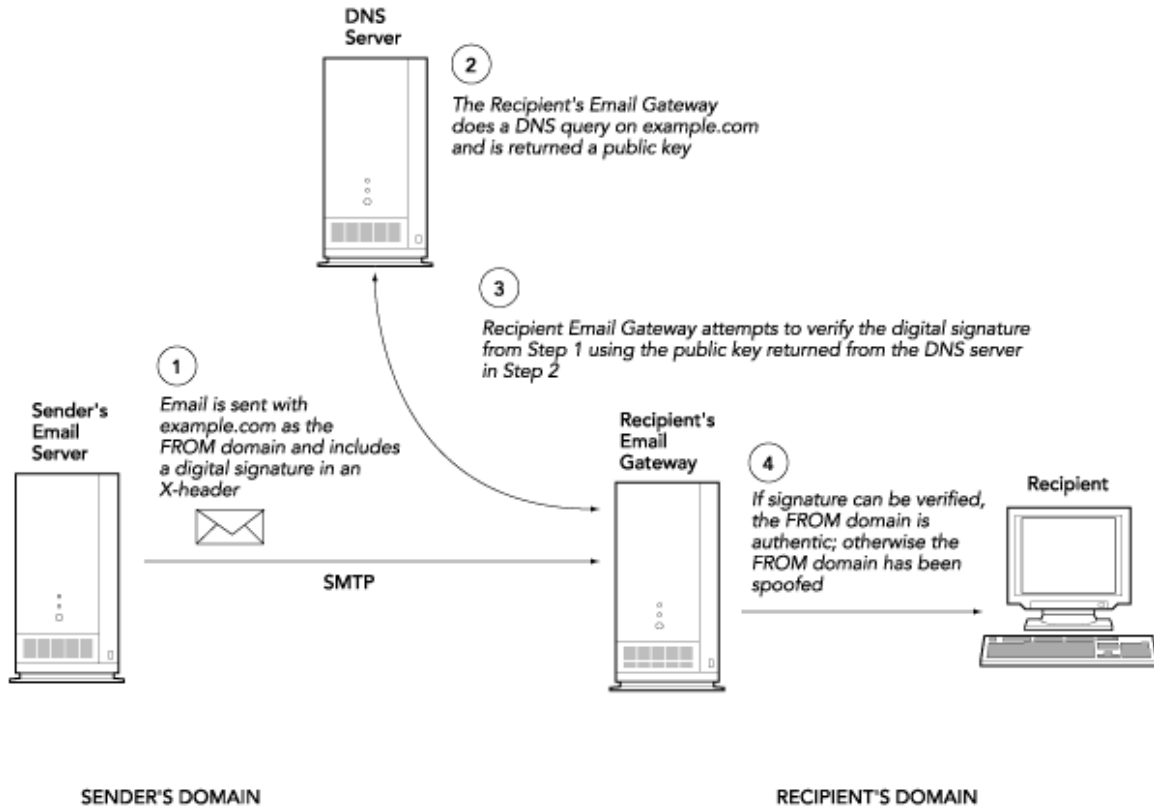 DNS
Server
2
The Recipient's Email Gateway
does a DNS query on example.com
and is returned a public key
3
Recipient Email Gateway attempts to verify the digital signature
from Step 1 using the public key returned from the DNS server
in Step 2
1
Email is sent with
example.com as the
FROM domain and includes
a digital signature in an
X-header
Sender's
Email
Server
SMTP
Recipient's
Email
Gateway
4
If signature can be verified,
the FROM domain is
authentic; otherwise the
FROM domain has been
spoofed
Recipient
SENDER'S DOMAIN
RECIPIENT'S DOMAIN